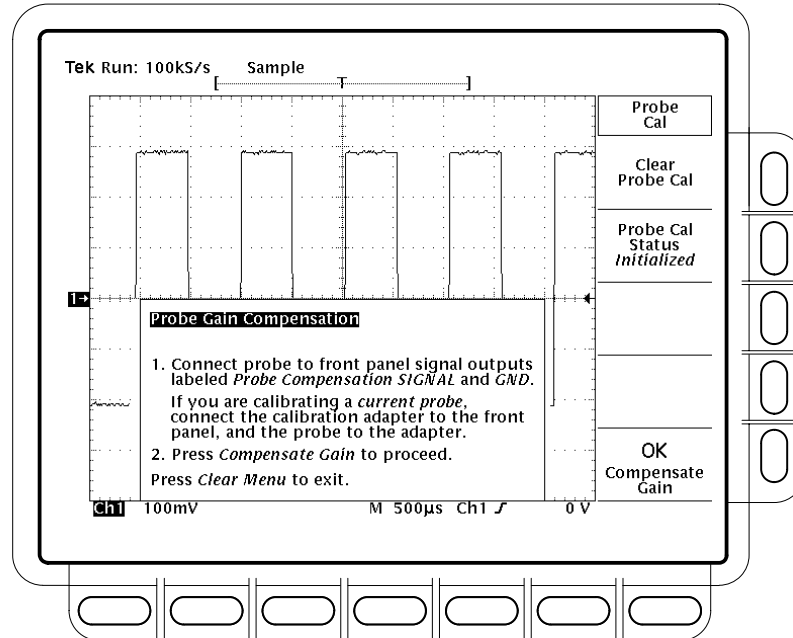 Tek Run: 100kS/s Sample
[ T ]
Probe
Cal
Clear
Probe Cal
Probe Cal
Status
Initialized
1→
Probe Gain Compensation
1. Connect probe to front panel signal outputs
labeled Probe Compensation SIGNAL and GND.
If you are calibrating a current probe,
connect the calibration adapter to the front
panel, and the probe to the adapter.
2. Press Compensate Gain to proceed.
Press Clear Menu to exit.
OK
Compensate
Gain
Ch1 100mV M 500µs Ch1 ƒ 0 V